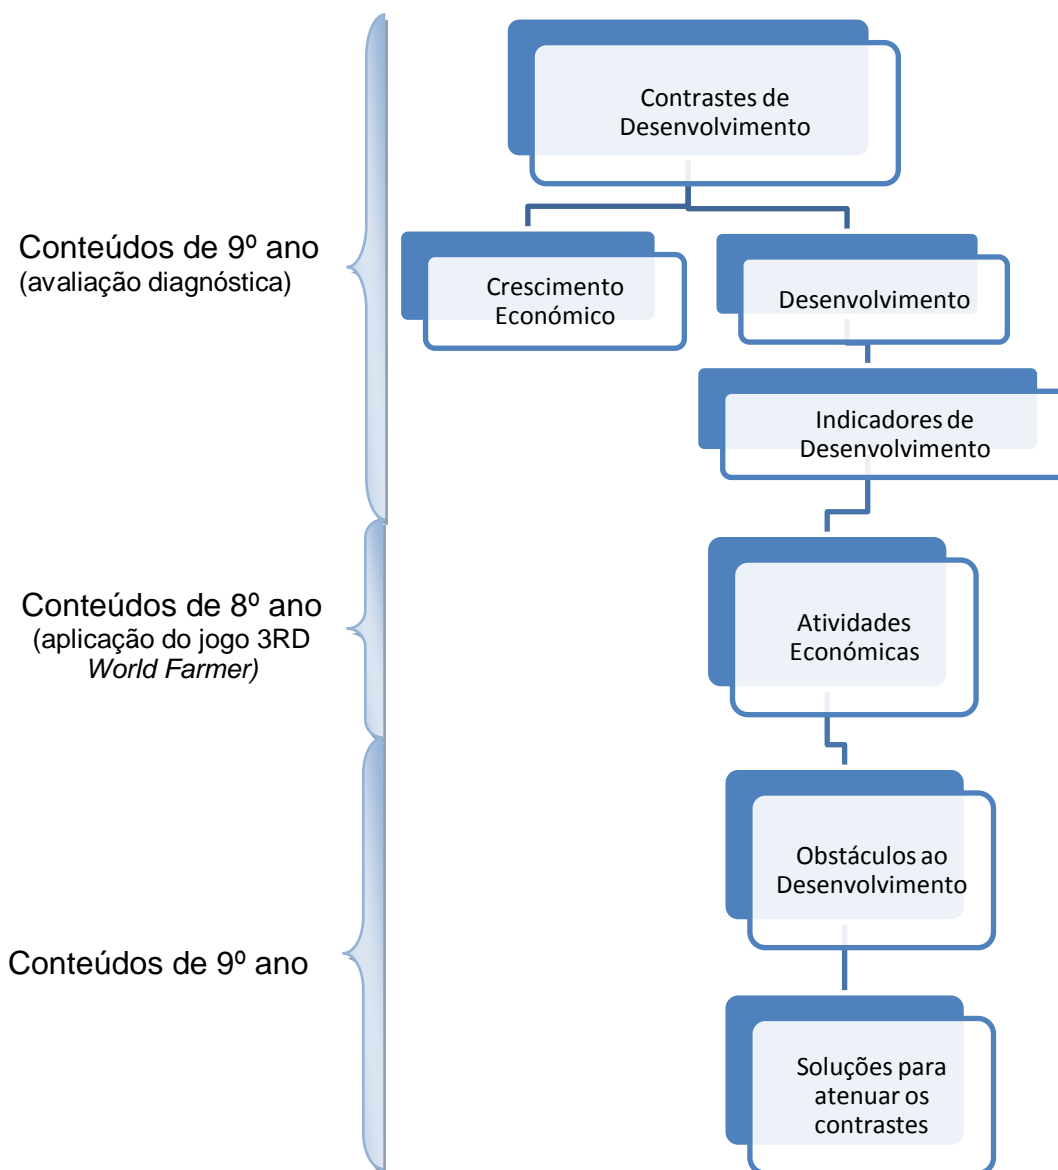 Contrastes de
Desenvolvimento
Conteúdos de 9º ano
(avaliação diagnóstica)
Crescimento
Económico
Desenvolvimento
Indicadores de
Desenvolvimento
Conteúdos de 8º ano
(aplicação do jogo 3RD
World Farmer)
Atividades
Económicas
Obstáculos ao
Desenvolvimento
Conteúdos de 9º ano
Soluções para
atenuar os
contrastes